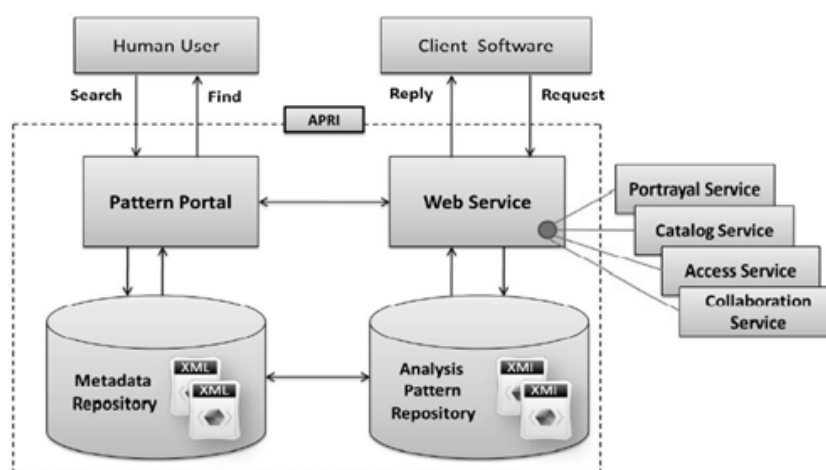 Human User
Client Software
Search
Find
Reply
Request
APRI
Pattern Portal
Web Service
Portrayal Service
Catalog Service
Access Service
Collaboration
Service
Metadata
Repository
XML
XML
Analysis
Pattern
Repository
XMI
XMI